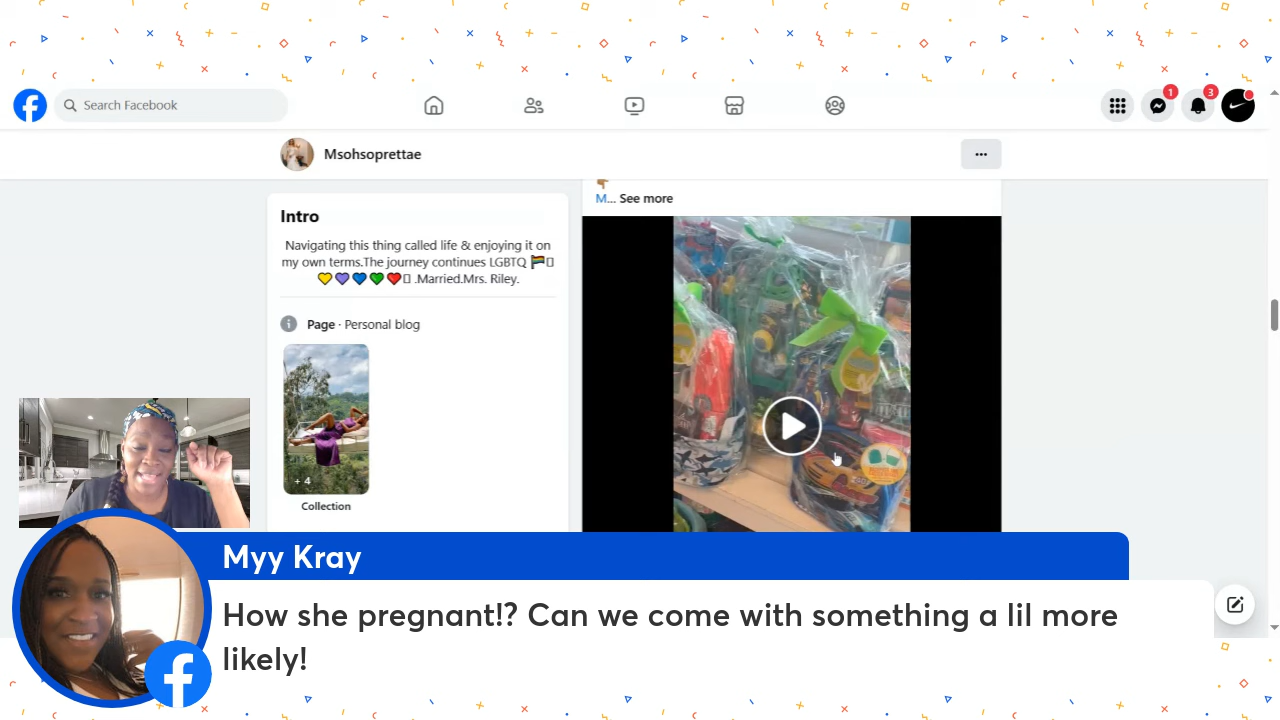 Search Facebook
1
3
Msohsoprettae
...
Intro
Navigating this thing called life & enjoying it on
my own terms.The journey continues LGBTQ 🏳️‍🌈
💛💜💙💚❤️ .Married.Mrs. Riley.
Page · Personal blog
+ 4
Collection
M... See more
Myy Kray
How she pregnant!? Can we come with something a lil more
likely!